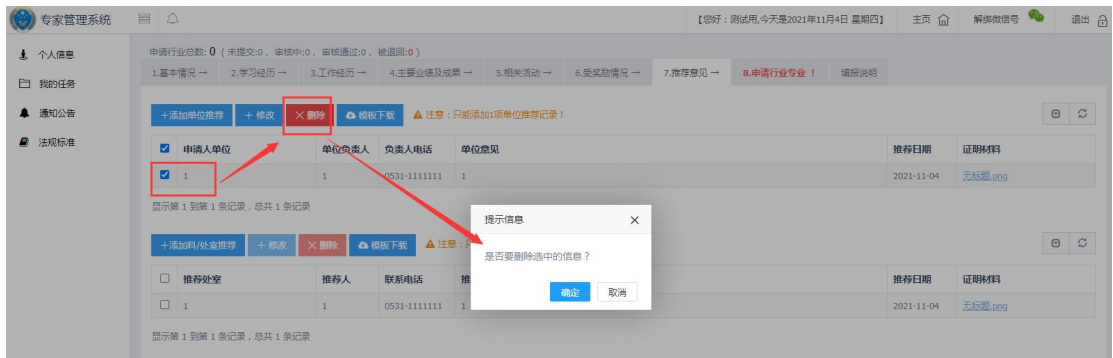 专家管理系统
【您好：测试用,今天是2021年11月4日 星期四】 主页 解绑微信号 退出
个人信息
我的任务
通知公告
法规标准
申请行业总数: 0 ( 未提交:0 , 审核中:0 , 审核通过:0 , 被退回:0 )
1.基本情况→ 2.学习经历→ 3.工作经历→ 4.主要业绩及成果→ 5.相关活动→ 6.受奖励情况→ 7.推荐意见→ 8.申请行业专业 ！ 填报说明
+添加单位推荐 +修改 ×删除 模板下载 注意：只能添加1项单位推荐记录！
申请人单位 单位负责人 负责人电话 单位意见 推荐日期 证明材料
1 1 0531-1111111 1 2021-11-04 无标题.png
显示第 1 到第 1 条记录，总共 1 条记录
+添加科/处室推荐 +修改 ×删除 模板下载 注意：
推荐处室 推荐人 联系电话 推荐日期 证明材料
1 1 0531-1111111 1 2021-11-04 无标题.png
显示第 1 到第 1 条记录，总共 1 条记录
提示信息 ×
是否要删除选中的信息？
确定 取消